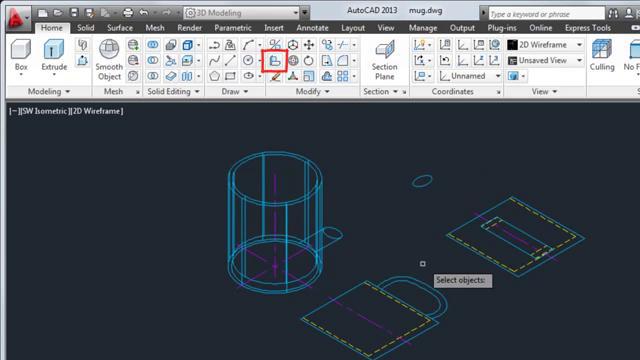 3D Modeling
AutoCAD 2013 mug.dwg
Type a keyword or phrase
Home Solid Surface Mesh Render Parametric Insert Annotate Layout View Manage Output Plug-ins Online Express Tools
Box
Extrude
Smooth
Object
Section
Plane
2D Wireframe
Unsaved View
Unnamed
Culling
No F
Modeling
Mesh
Solid Editing
Draw
Modify
Section
Coordinates
View
[−][SW Isometric][2D Wireframe]
Select objects: